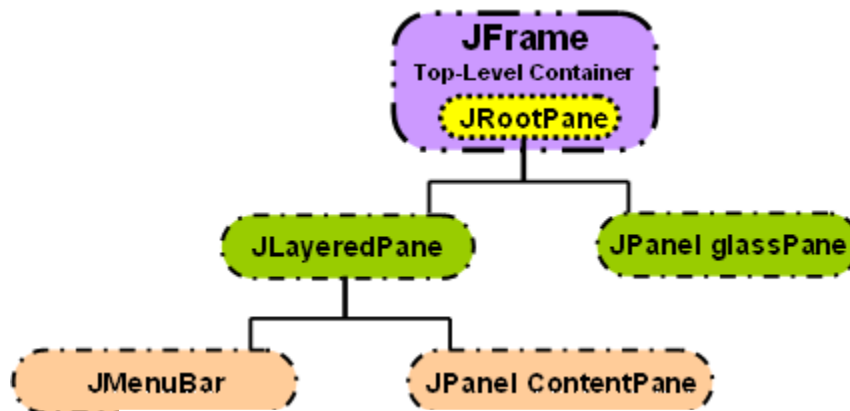 JFrame
Top-Level Container
JRootPane
JLayeredPane
JPanel glassPane
JMenuBar
JPanel ContentPane